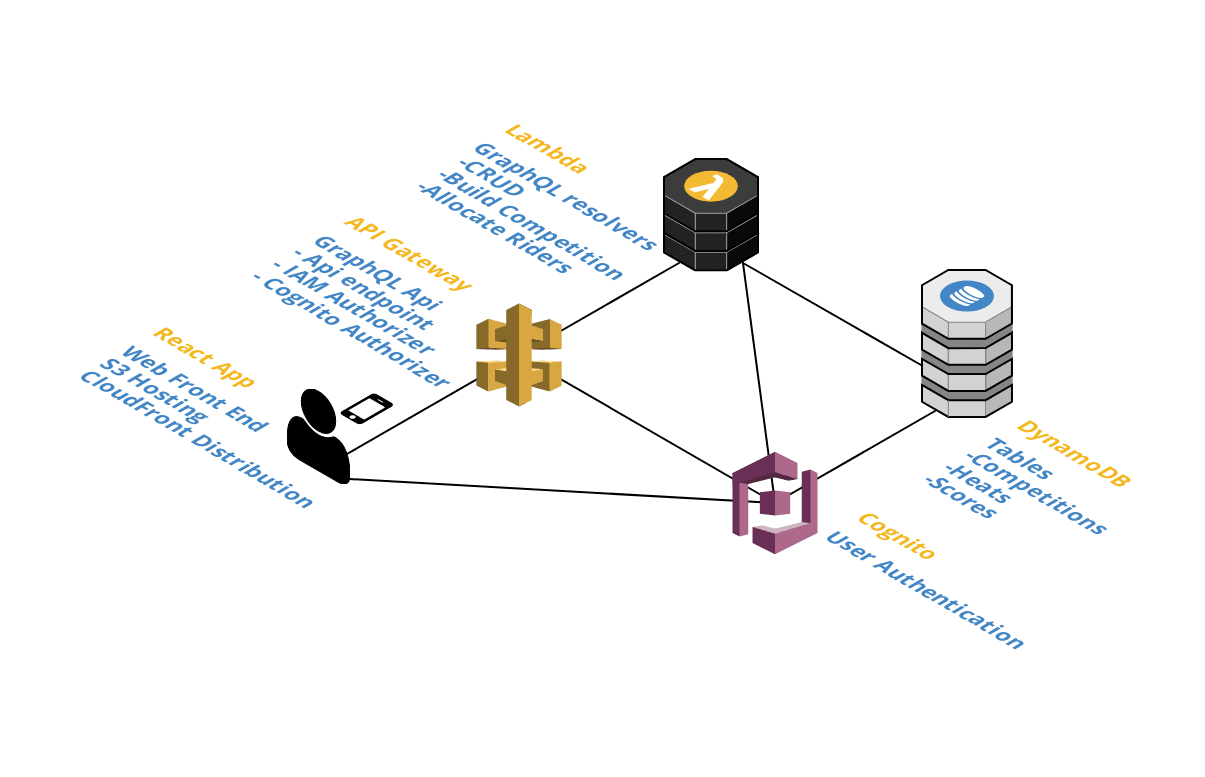 Lambda
GraphQL resolvers
-CRUD
-Build Competition
-Allocate Riders
API Gateway
GraphQL Api
- Api endpoint
- IAM Authorizer
- Cognito Authorizer
React App
Web Front End
S3 Hosting
CloudFront Distribution
DynamoDB
Tables
-Competitions
-Heats
-Scores
Cognito
User Authentication